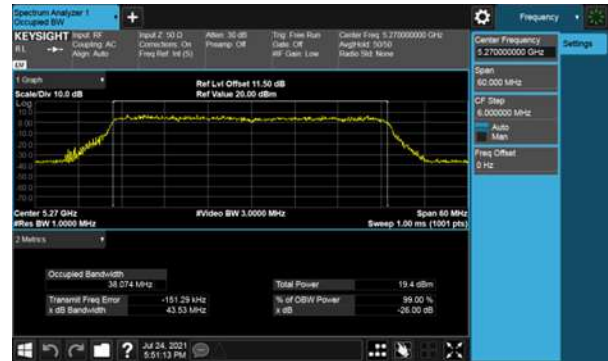 Spectrum Analyzer 1
Occupied BW
Frequency
KEYSIGHT
Input: RF
Coupling: AC
Align: Auto
Input Z: 50 Ω
Corrections: On
Freq Ref: Int (S)
Atten: 30 dB
Preamp: Off
Trig: Free Run
Gate: Off
#IF Gain: Low
Center Freq: 5.270000000 GHz
Avg|Hold: 50/50
Radio Std: None
Center Frequency
5.270000000 GHz
Settings
Span
60.000 MHz
CF Step
6.000000 MHz
Auto
Man
Freq Offset
0 Hz
1 Graph
Scale/Div 10.0 dB
Ref Lvl Offset 11.50 dB
Ref Value 20.00 dBm
Log
Center 5.27 GHz
#Res BW 1.0000 MHz
#Video BW 3.0000 MHz
Span 60 MHz
Sweep 1.00 ms (1001 pts)
2 Metrics
Occupied Bandwidth
38.074 MHz
Total Power 19.4 dBm
Transmit Freq Error -151.29 kHz
% of OBW Power 99.00 %
x dB Bandwidth 43.53 MHz
x dB -26.00 dB
Jul 24, 2021
5:51:13 PM